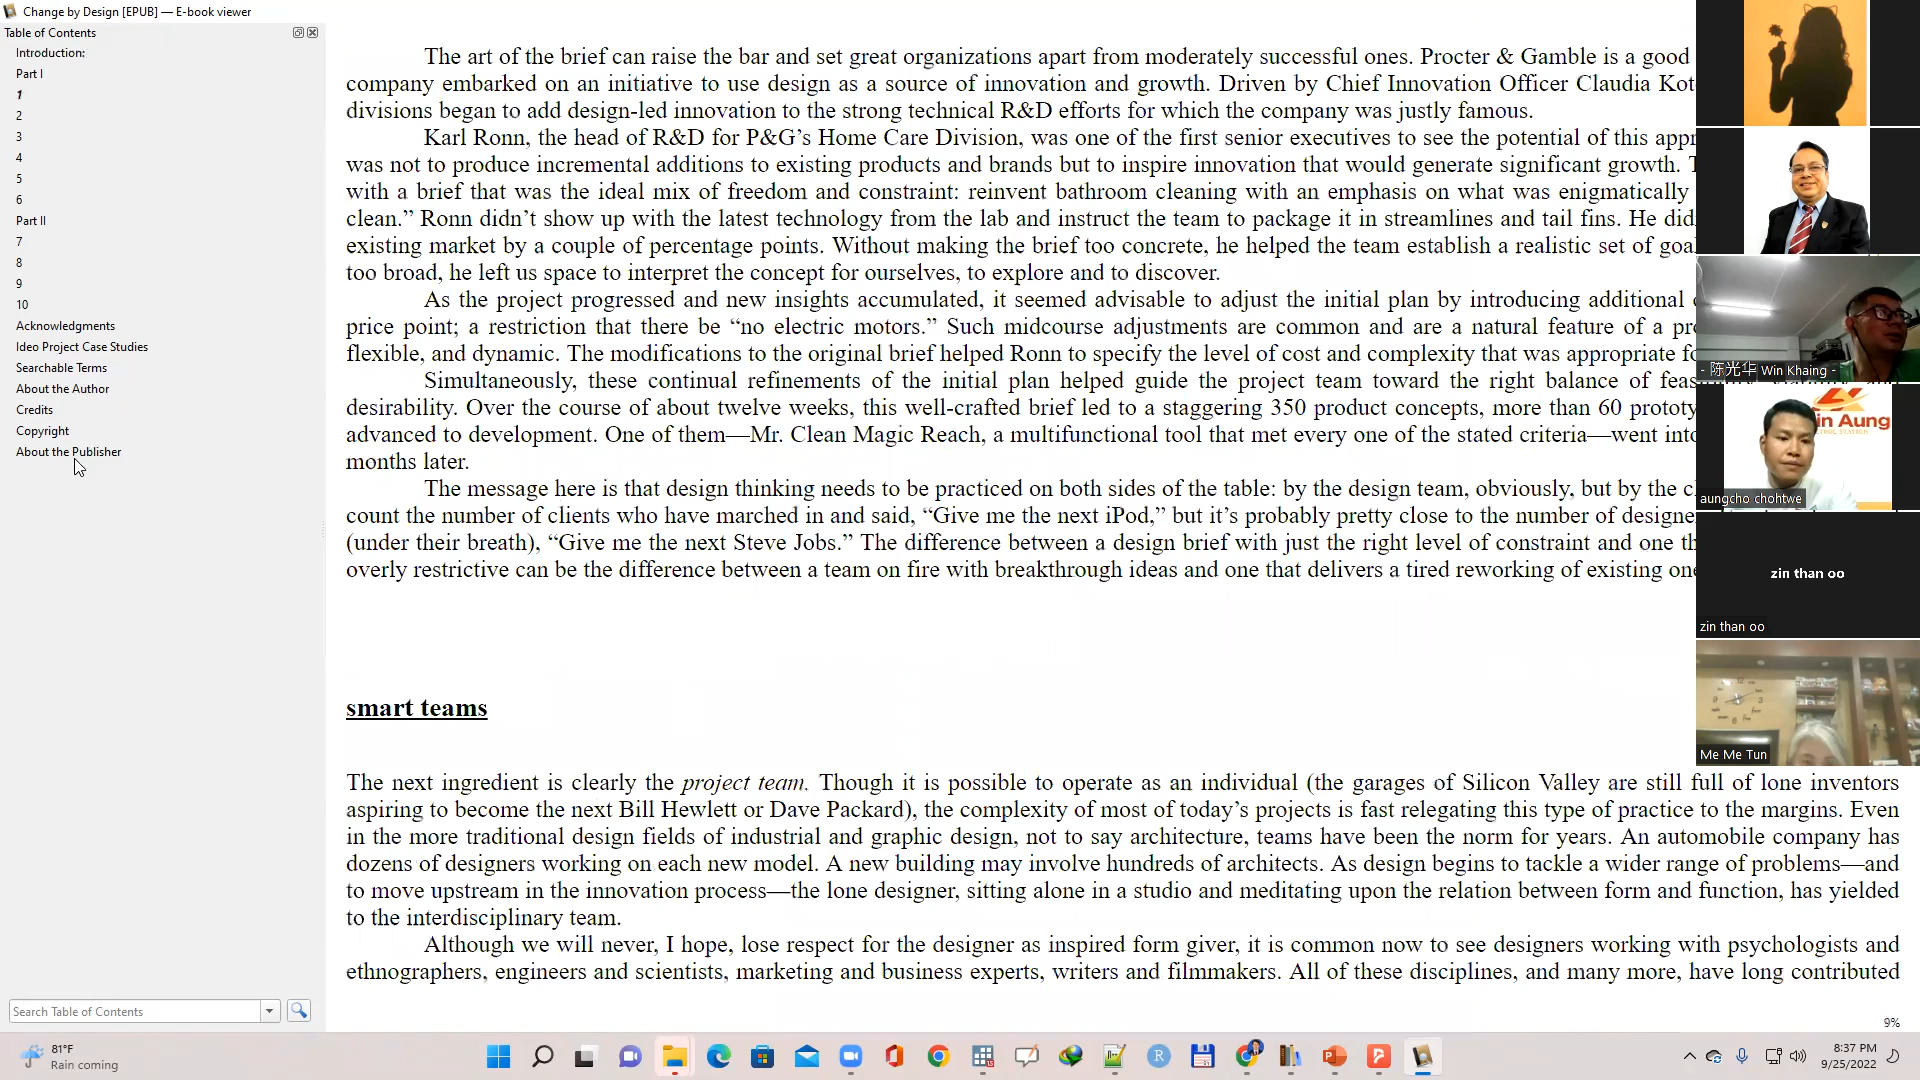 Change by Design [EPUB] — E-book viewer
Table of Contents
Introduction:
Part I
1
2
3
4
5
6
Part II
7
8
9
10
Acknowledgments
Ideo Project Case Studies
Searchable Terms
About the Author
Credits
Copyright
About the Publisher
Search Table of Contents
The art of the brief can raise the bar and set great organizations apart from moderately successful ones. Procter & Gamble is a good
company embarked on an initiative to use design as a source of innovation and growth. Driven by Chief Innovation Officer Claudia Kot
divisions began to add design-led innovation to the strong technical R&D efforts for which the company was justly famous.
Karl Ronn, the head of R&D for P&G’s Home Care Division, was one of the first senior executives to see the potential of this appr
was not to produce incremental additions to existing products and brands but to inspire innovation that would generate significant growth. T
with a brief that was the ideal mix of freedom and constraint: reinvent bathroom cleaning with an emphasis on what was enigmatically
clean.” Ronn didn’t show up with the latest technology from the lab and instruct the team to package it in streamlines and tail fins. He did
existing market by a couple of percentage points. Without making the brief too concrete, he helped the team establish a realistic set of goa
too broad, he left us space to interpret the concept for ourselves, to explore and to discover.
As the project progressed and new insights accumulated, it seemed advisable to adjust the initial plan by introducing additional
price point; a restriction that there be “no electric motors.” Such midcourse adjustments are common and are a natural feature of a pr
flexible, and dynamic. The modifications to the original brief helped Ronn to specify the level of cost and complexity that was appropriate f
Simultaneously, these continual refinements of the initial plan helped guide the project team toward the right balance of
desirability. Over the course of about twelve weeks, this well-crafted brief led to a staggering 350 product concepts, more than 60 prototy
advanced to development. One of them—Mr. Clean Magic Reach, a multifunctional tool that met every one of the stated criteria—went into
months later.
The message here is that design thinking needs to be practiced on both sides of the table: by the design team, obviously, but by the c
count the number of clients who have marched in and said, “Give me the next iPod,” but it’s probably pretty close to the number of designe
(under their breath), “Give me the next Steve Jobs.” The difference between a design brief with just the right level of constraint and one th
overly restrictive can be the difference between a team on fire with breakthrough ideas and one that delivers a tired reworking of existing one
smart teams
The next ingredient is clearly the project team. Though it is possible to operate as an individual (the garages of Silicon Valley are still full of lone inventors
aspiring to become the next Bill Hewlett or Dave Packard), the complexity of most of today’s projects is fast relegating this type of practice to the margins. Even
in the more traditional design fields of industrial and graphic design, not to say architecture, teams have been the norm for years. An automobile company has
dozens of designers working on each new model. A new building may involve hundreds of architects. As design begins to tackle a wider range of problems—and
to move upstream in the innovation process—the lone designer, sitting alone in a studio and meditating upon the relation between form and function, has yielded
to the interdisciplinary team.
Although we will never, I hope, lose respect for the designer as inspired form giver, it is common now to see designers working with psychologists and
ethnographers, engineers and scientists, marketing and business experts, writers and filmmakers. All of these disciplines, and many more, have long contributed
9%
- 陈光华 Win Khaing -
in Aung
aungcho chohtwe
zin than oo
zin than oo
Me Me Tun
81°F
Rain coming
8:37 PM
9/25/2022